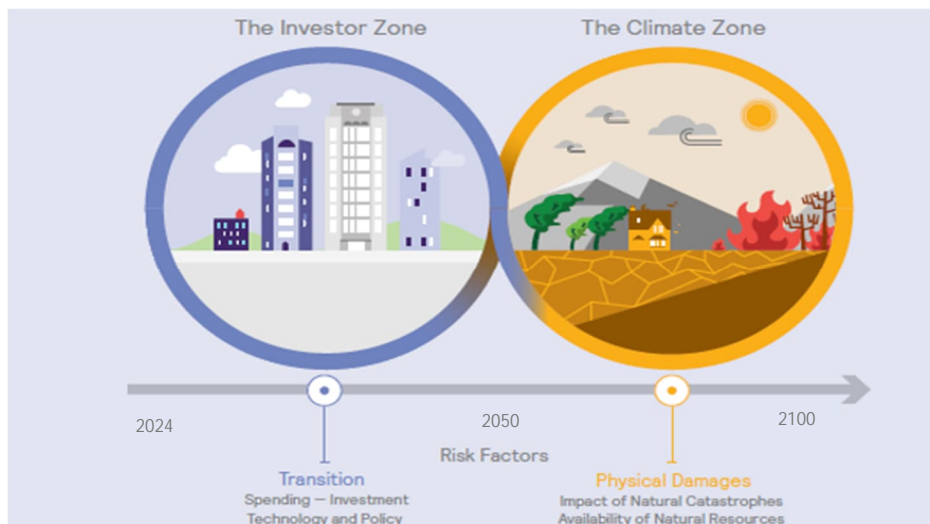 The Investor Zone
The Climate Zone
2024
2050
2100
Risk Factors
Transition
Spending — Investment
Technology and Policy
Physical Damages
Impact of Natural Catastrophes
Availability of Natural Resources